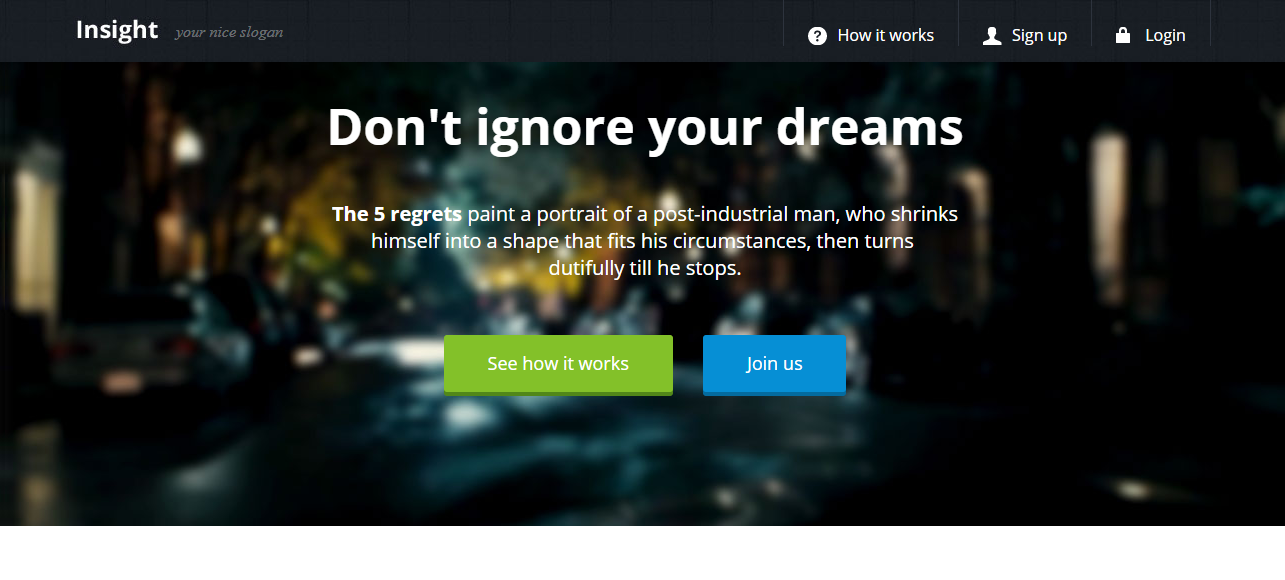 Insight your nice slogan How it works Sign up Login
Don't ignore your dreams
The 5 regrets paint a portrait of a post-industrial man, who shrinks
himself into a shape that fits his circumstances, then turns
dutifully till he stops.
See how it works Join us